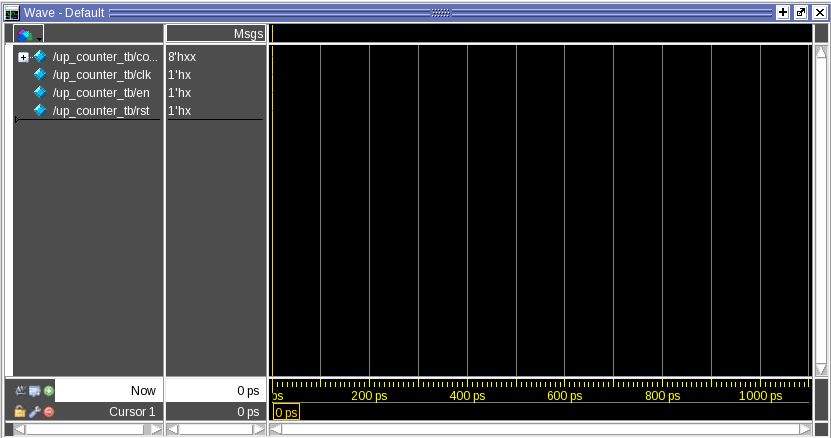 Wave - Default
Msgs
/up_counter_tb/co... 8'hxx
/up_counter_tb/clk 1'hx
/up_counter_tb/en 1'hx
/up_counter_tb/rst 1'hx
Now 0 ps
ps 200 ps 400 ps 600 ps 800 ps 1000 ps
Cursor 1 0 ps 0 ps